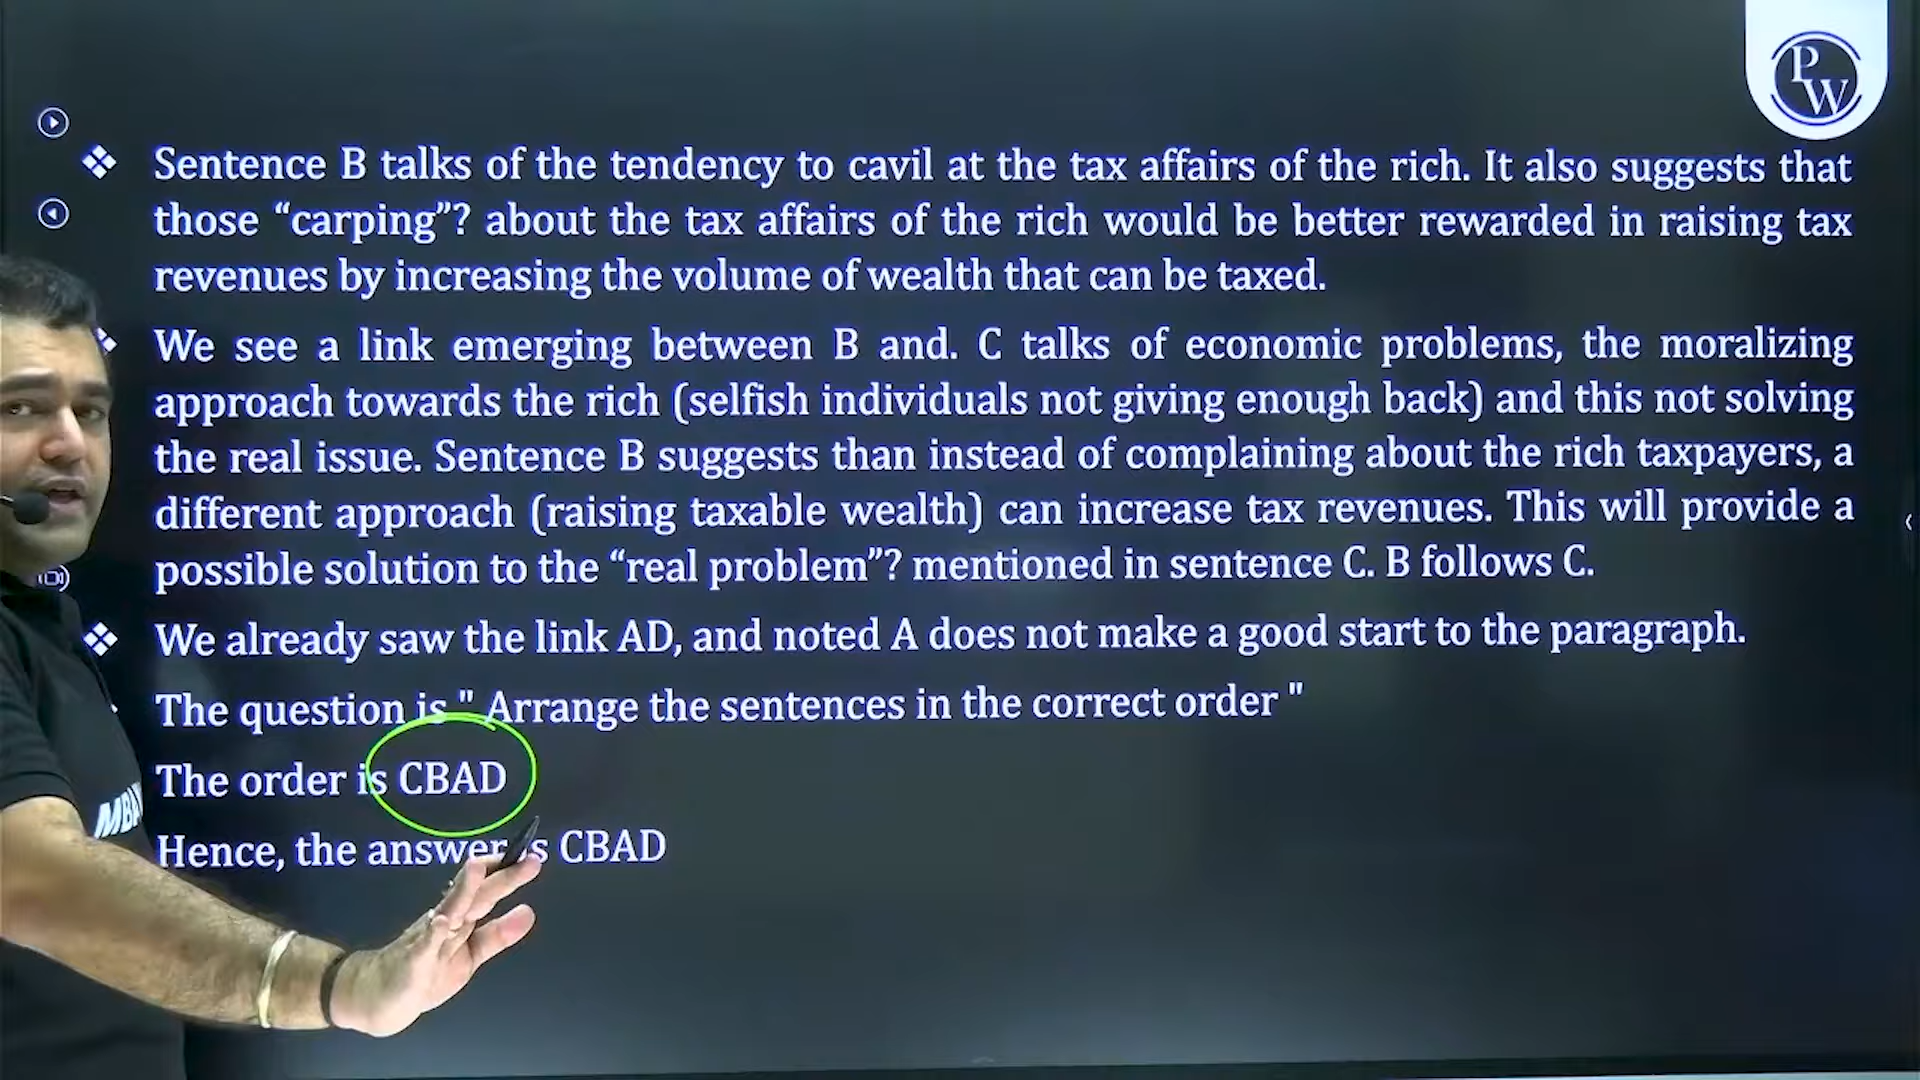 PW
Sentence B talks of the tendency to cavil at the tax affairs of the rich. It also suggests that
those “carping”? about the tax affairs of the rich would be better rewarded in raising tax
revenues by increasing the volume of wealth that can be taxed.
We see a link emerging between B and. C talks of economic problems, the moralizing
approach towards the rich (selfish individuals not giving enough back) and this not solving
the real issue. Sentence B suggests than instead of complaining about the rich taxpayers, a
different approach (raising taxable wealth) can increase tax revenues. This will provide a
possible solution to the “real problem”? mentioned in sentence C. B follows C.
We already saw the link AD, and noted A does not make a good start to the paragraph.
The question is " Arrange the sentences in the correct order "
The order is CBAD
MBA
Hence, the answer is CBAD